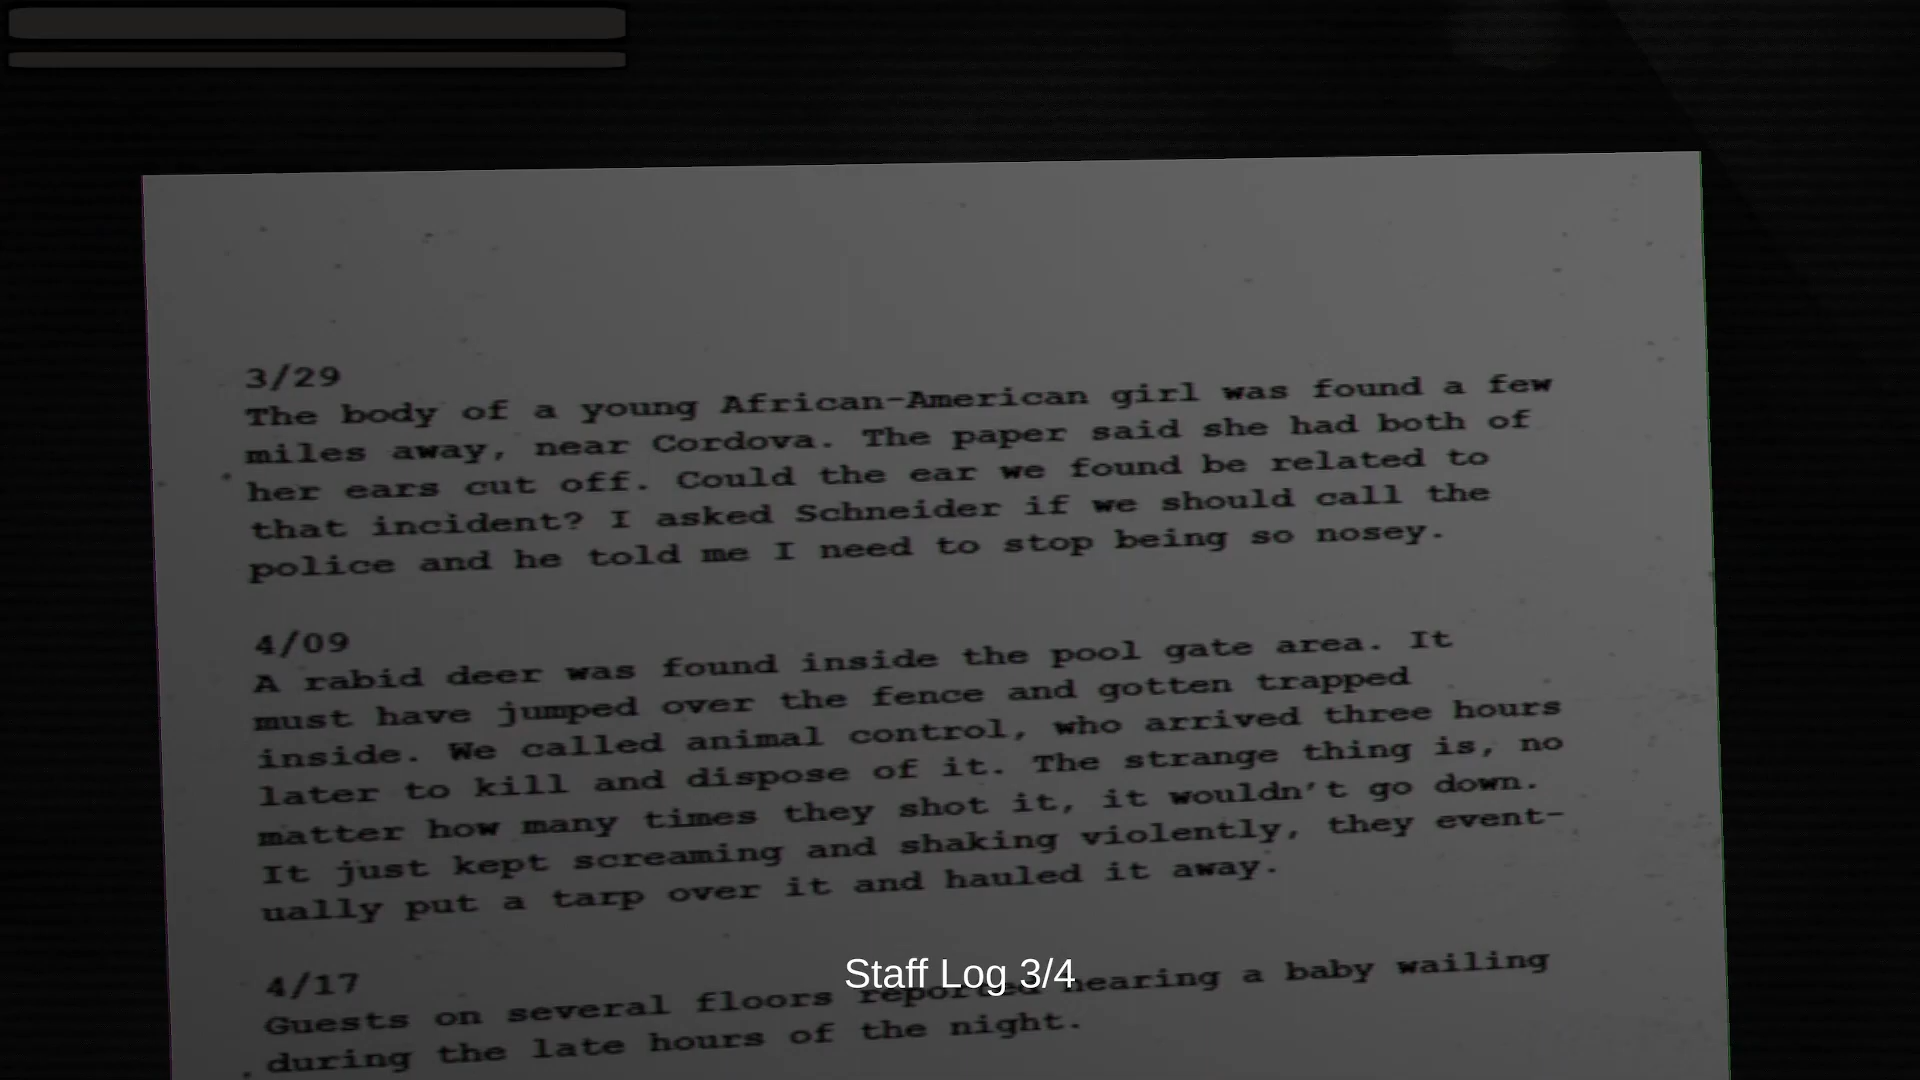 3/29
The body of a young African-American girl was found a few
miles away, near Cordova. The paper said she had both of
her ears cut off. Could the ear we found be related to
that incident? I asked Schneider if we should call the
police and he told me I need to stop being so nosey.
4/09
A rabid deer was found inside the pool gate area. It
must have jumped over the fence and gotten trapped
inside. We called animal control, who arrived three hours
later to kill and dispose of it. The strange thing is, no
matter how many times they shot it, it wouldn't go down.
It just kept screaming and shaking violently, they event-
ually put a tarp over it and hauled it away.
4/17
Guests on several floors reported hearing a baby wailing
during the late hours of the night.
Staff Log 3/4